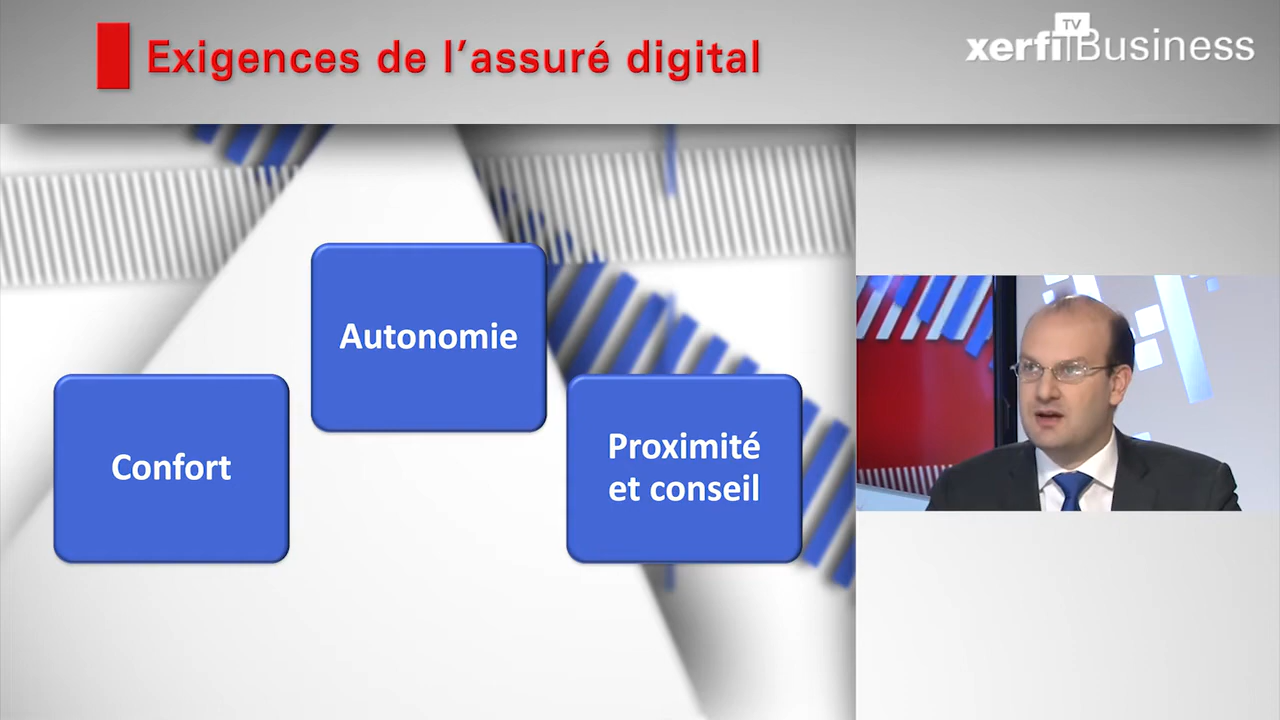 Exigences de l'assuré digital
TV
xerfi Business
Autonomie
Confort
Proximité
et conseil